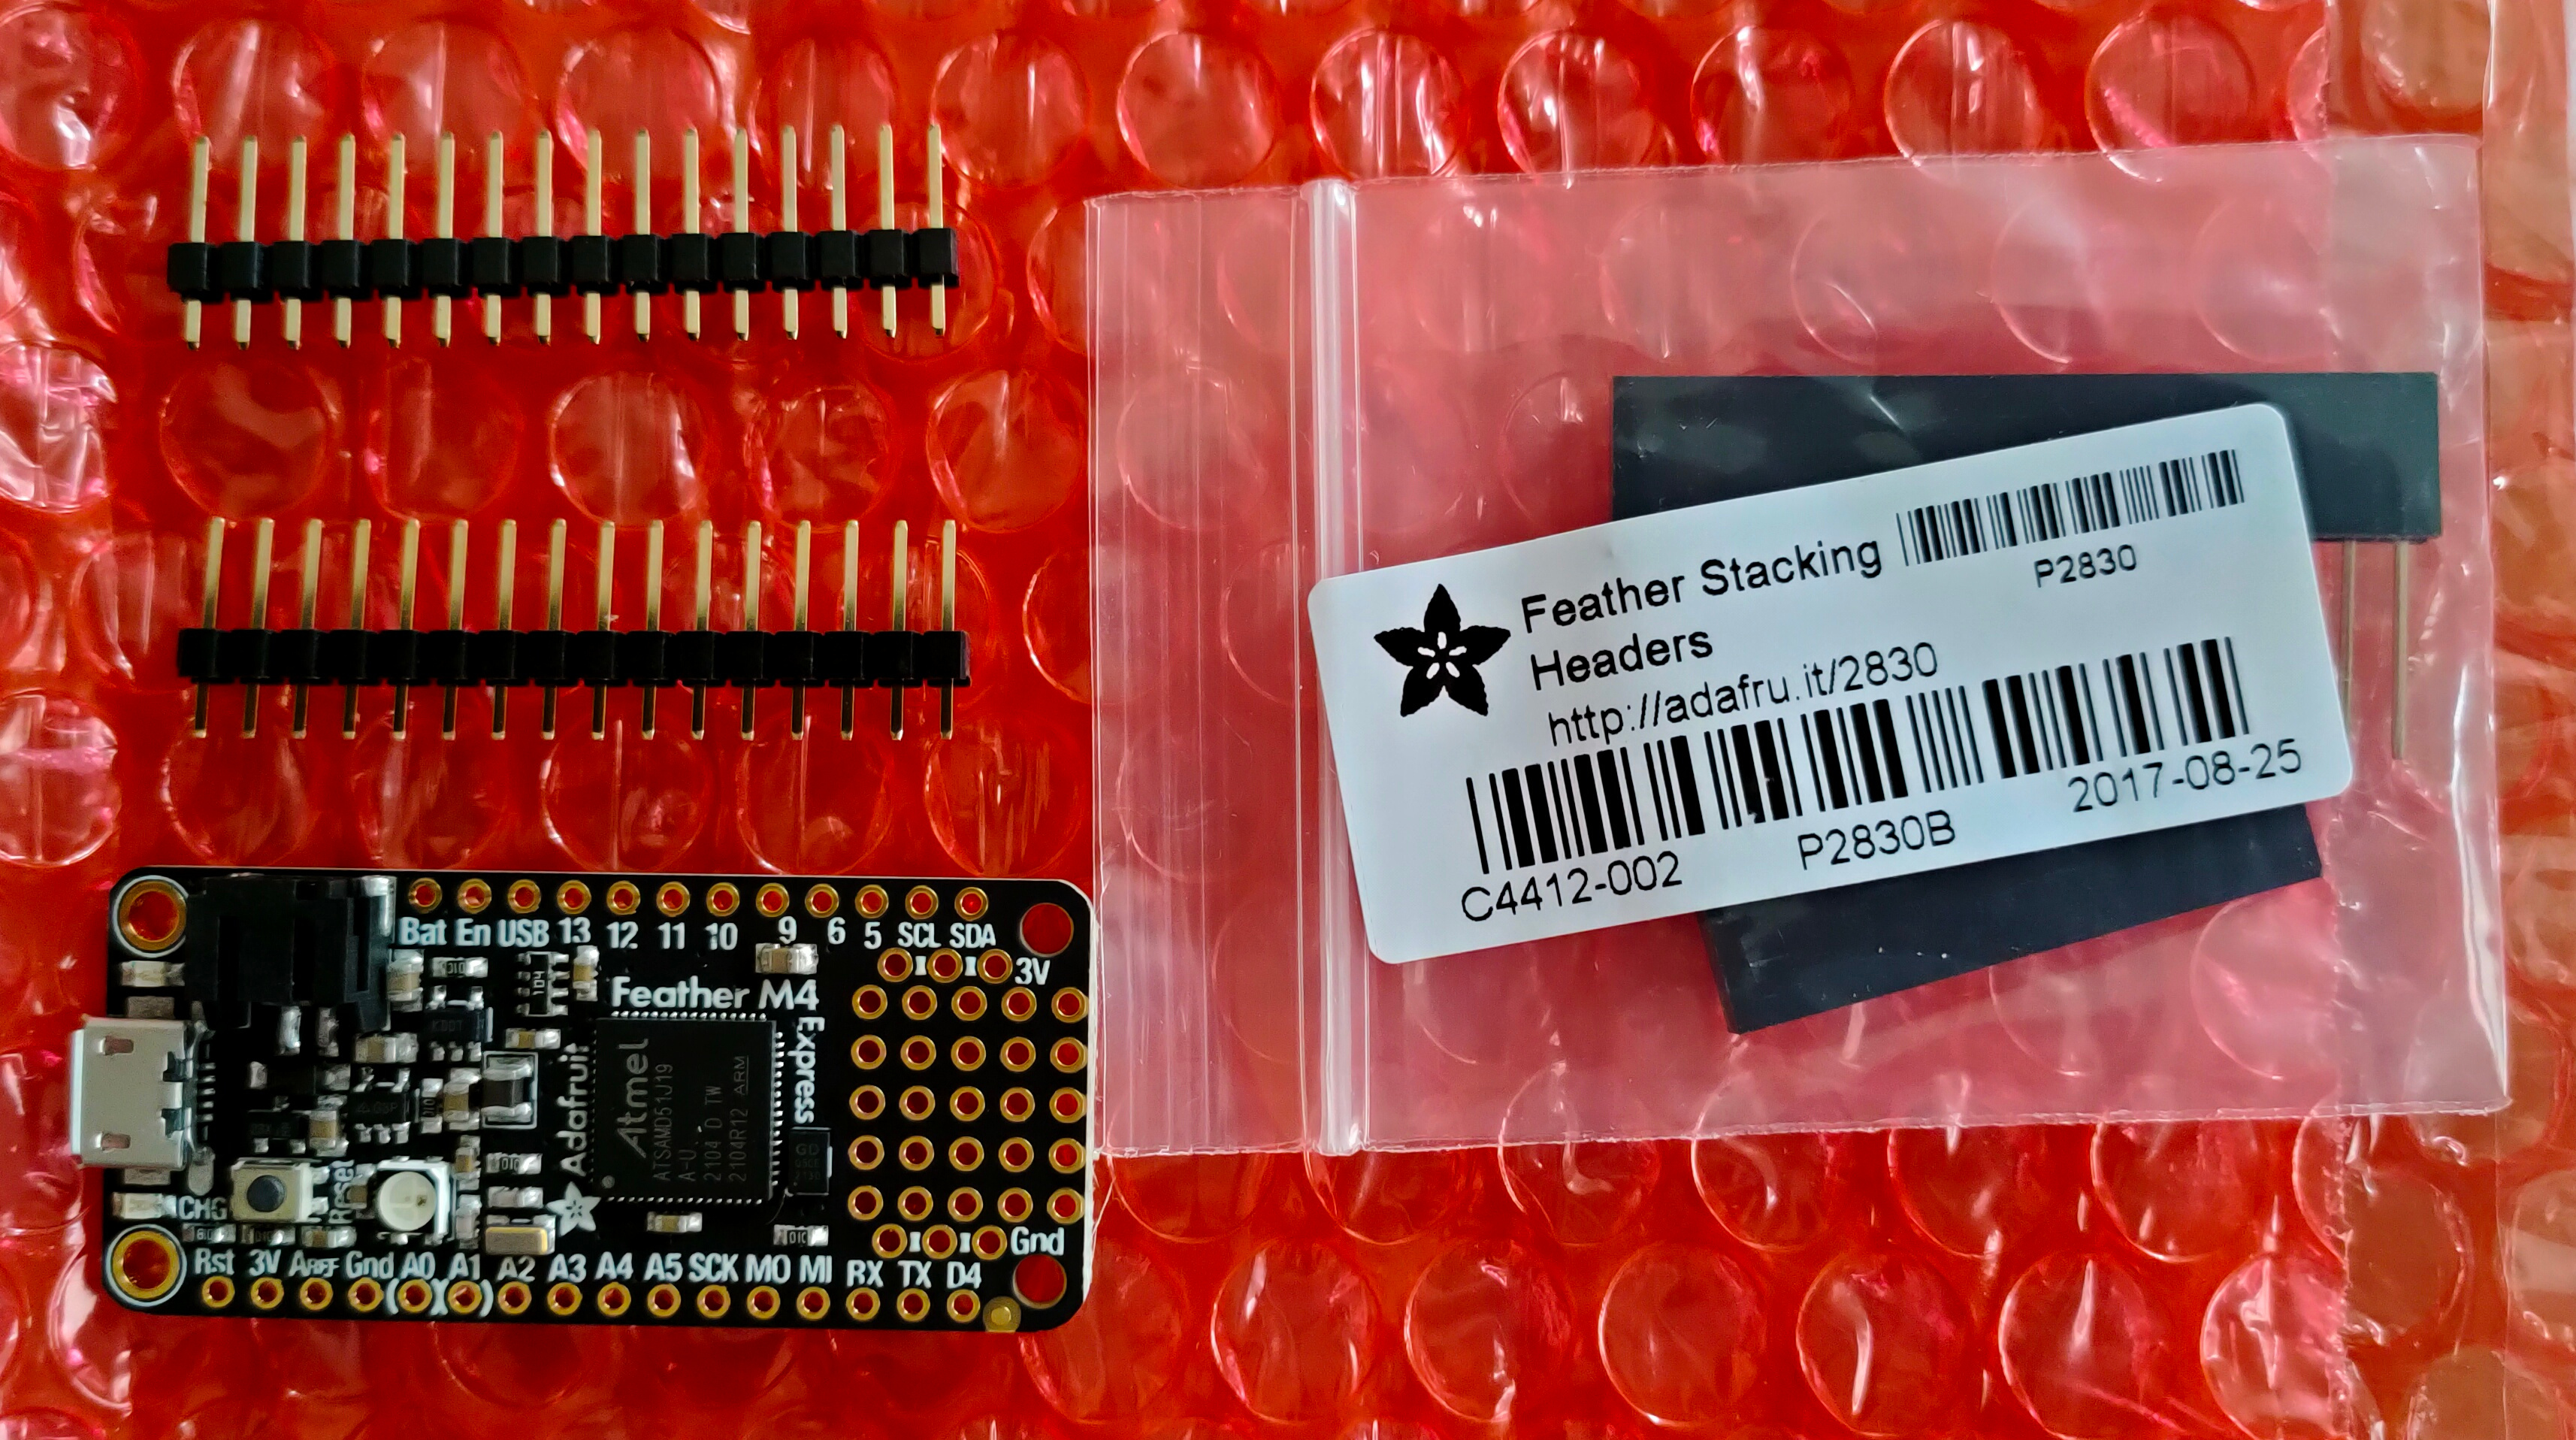 Bat En USB 13 12 11 10 9 6 5 SCL SDA
3V
Feather M4
Express
Adafruit
Atmel
ATSAMD51J19
A-U
2104 D TW
2104R12 ARM
CHG
Reset
Gnd
Rst 3V AREF Gnd A0 A1 A2 A3 A4 A5 SCK MO MI RX TX D4
Feather Stacking
Headers
http://adafru.it/2830
P2830
C4412-002 P2830B 2017-08-25